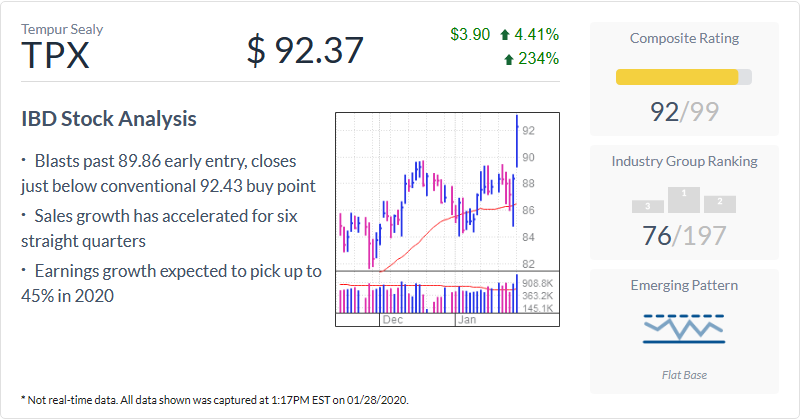 Tempur Sealy
TPX
$ 92.37
$3.90 4.41%
234%
IBD Stock Analysis
· Blasts past 89.86 early entry, closes
just below conventional 92.43 buy point
· Sales growth has accelerated for six
straight quarters
· Earnings growth expected to pick up to
45% in 2020
92
90
88
86
84
82
908.8K
363.2K
145.1K
Dec Jan
Composite Rating
92/99
Industry Group Ranking
3 1 2
76/197
Emerging Pattern
Flat Base
* Not real-time data. All data shown was captured at 1:17PM EST on 01/28/2020.